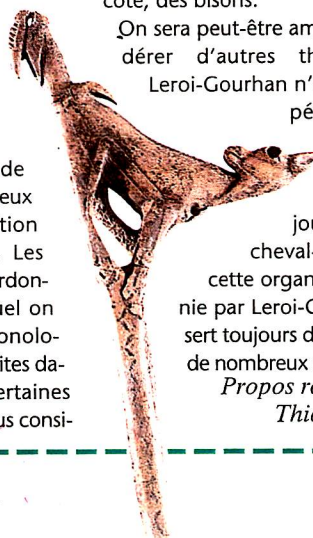 de
eux
tion
Les
rdon-
uel on
onolo-
ites da-
ertaines
us consi-
côté, des bisons.
On sera peut-être am
dérer d'autres th
Leroi-Gourhan n'
pé
jou
cheval-
cette organ
nie par Leroi-G
sert toujours d
de nombreux
Propos re
Thie